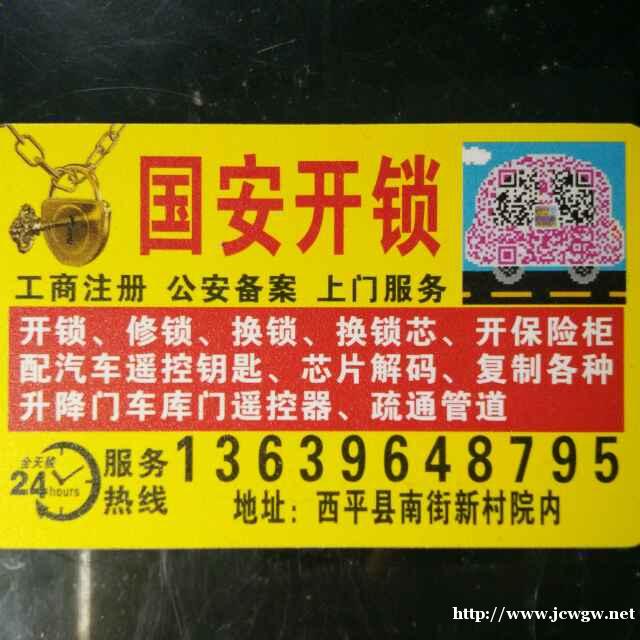 国安开锁
工商注册 公安备案 上门服务
开锁、修锁、换锁、换锁芯、开保险柜
配汽车遥控钥匙、芯片解码、复制各种
升降门车库门遥控器、疏通管道
全天候
24hours
服务
热线
13639648795
地址：西平县南街新村院内
http://www.jcwgw.net